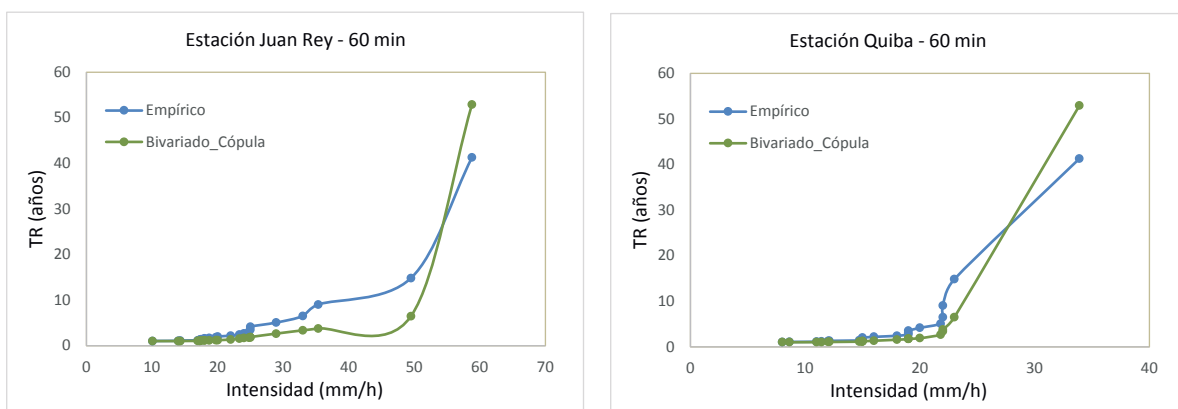 Estación Juan Rey - 60 min
60
50
40
30
20
10
0
TR (años)
Empírico
Bivariado_Cópula
0 10 20 30 40 50 60 70
Intensidad (mm/h)
Estación Quiba - 60 min
60
50
40
30
20
10
0
TR (años)
Empírico
Bivariado_Cópula
0 10 20 30 40
Intensidad (mm/h)